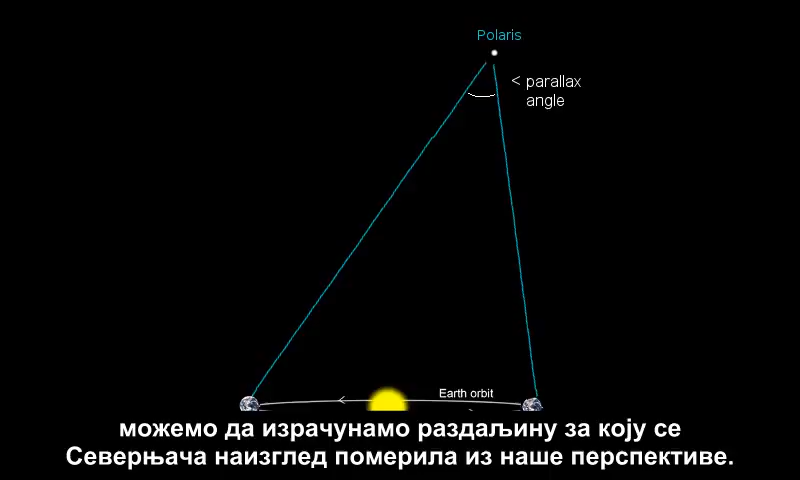 Polaris
< parallax
angle
Earth orbit
можемо да израчунамо раздаљину за коју се
Северњача наизглед померила из наше перспективе.